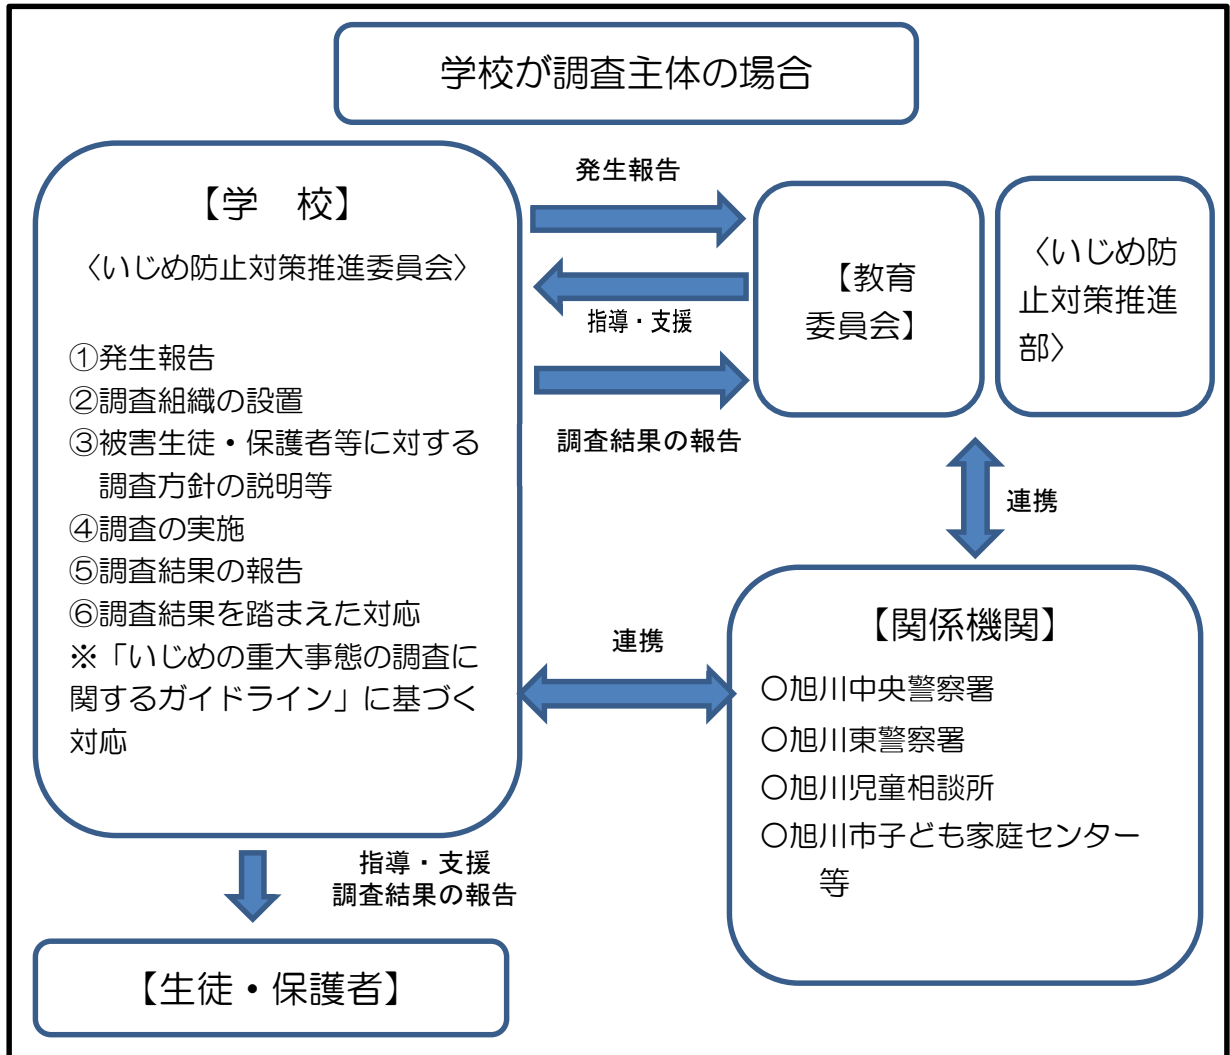 学校が調査主体の場合
【学　校】
〈いじめ防止対策推進委員会〉
①発生報告
②調査組織の設置
③被害生徒・保護者等に対する
調査方針の説明等
④調査の実施
⑤調査結果の報告
⑥調査結果を踏まえた対応
※「いじめの重大事態の調査に
関するガイドライン」に基づく
対応
発生報告
指導・支援
調査結果の報告
【教育
委員会】
〈いじめ防
止対策推進
部〉
連携
連携
【関係機関】
○旭川中央警察署
○旭川東警察署
○旭川児童相談所
○旭川市子ども家庭センター
等
指導・支援
調査結果の報告
【生徒・保護者】